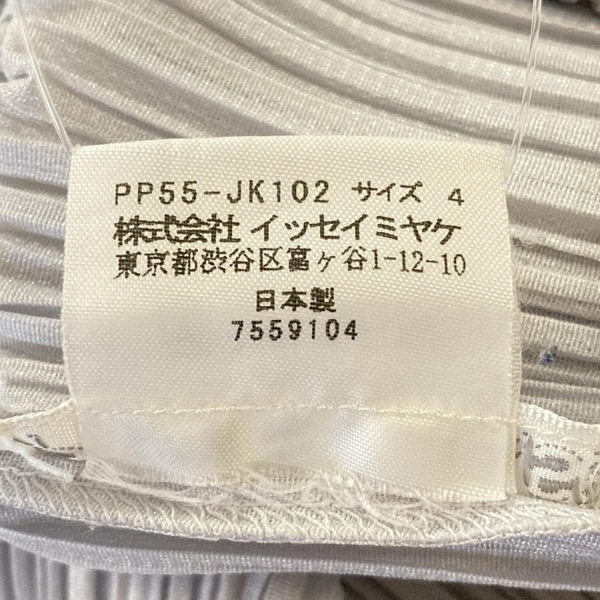 PP55-JK102 サイズ 4
株式会社 イッセイミヤケ
東京都渋谷区富ヶ谷1-12-10
日本製
7559104